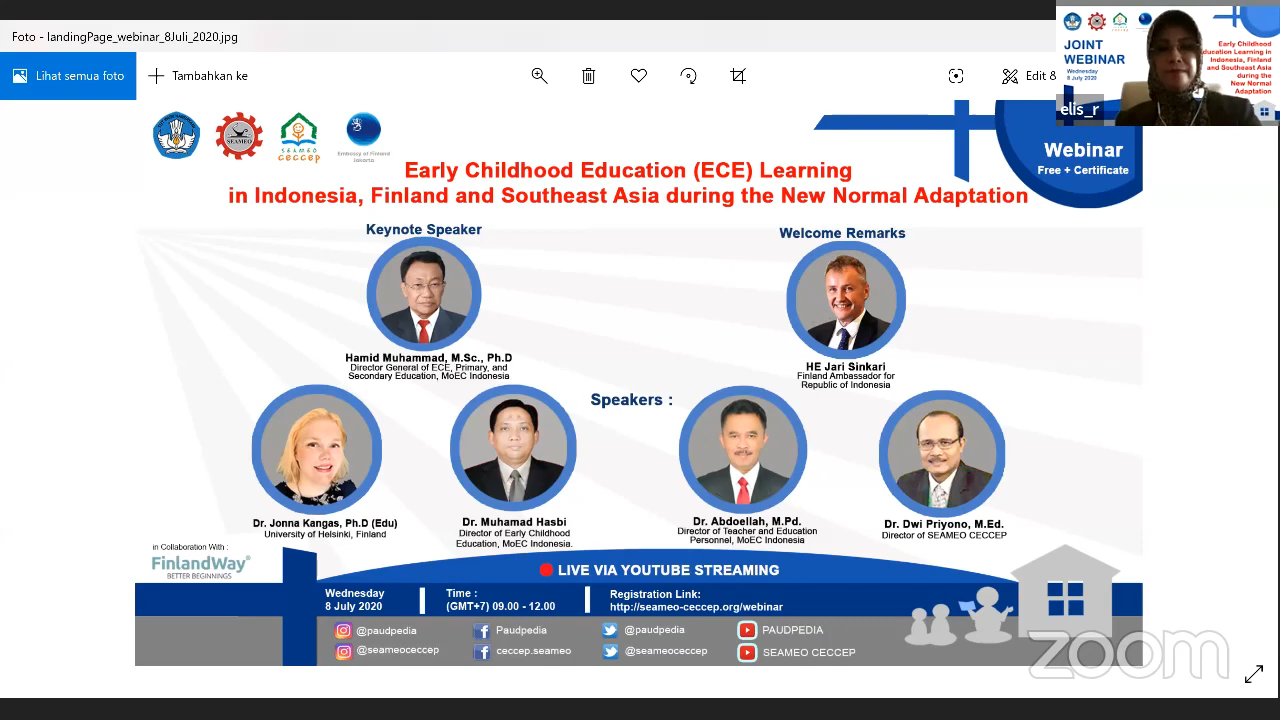 Foto - landingPage_webinar_8Juli_2020.jpg
Lihat semua foto
Tambahkan ke
Edit &
JOINT
WEBINAR
Wednesday
8 July 2020
Early Childhood
Education Learning in
Indonesia, Finland
and Southeast Asia
during the
New Normal
Adaptation
elis_r
SEAMEO
SEAMEO
CECCEP
Embassy of Finland
Jakarta
Webinar
Free + Certificate
Early Childhood Education (ECE) Learning
in Indonesia, Finland and Southeast Asia during the New Normal Adaptation
Keynote Speaker
Hamid Muhammad, M.Sc., Ph.D
Director General of ECE, Primary, and
Secondary Education, MoEC Indonesia
Welcome Remarks
HE Jari Sinkari
Finland Ambassador for
Republic of Indonesia
Speakers :
Dr. Jonna Kangas, Ph.D (Edu)
University of Helsinki, Finland
Dr. Muhamad Hasbi
Director of Early Childhood
Education, MoEC Indonesia.
Dr. Abdoellah, M.Pd.
Director of Teacher and Education
Personnel, MoEC Indonesia
Dr. Dwi Priyono, M.Ed.
Director of SEAMEO CECCEP
in Collaboration With :
FinlandWay®
BETTER BEGINNINGS
LIVE VIA YOUTUBE STREAMING
Wednesday
8 July 2020
Time :
(GMT+7) 09.00 - 12.00
Registration Link:
http://seameo-ceccep.org/webinar
@paudpedia
Paudpedia
@paudpedia
PAUDPEDIA
@seameoceccep
ceccep.seameo
@seameoceccep
SEAMEO CECCEP
zoom